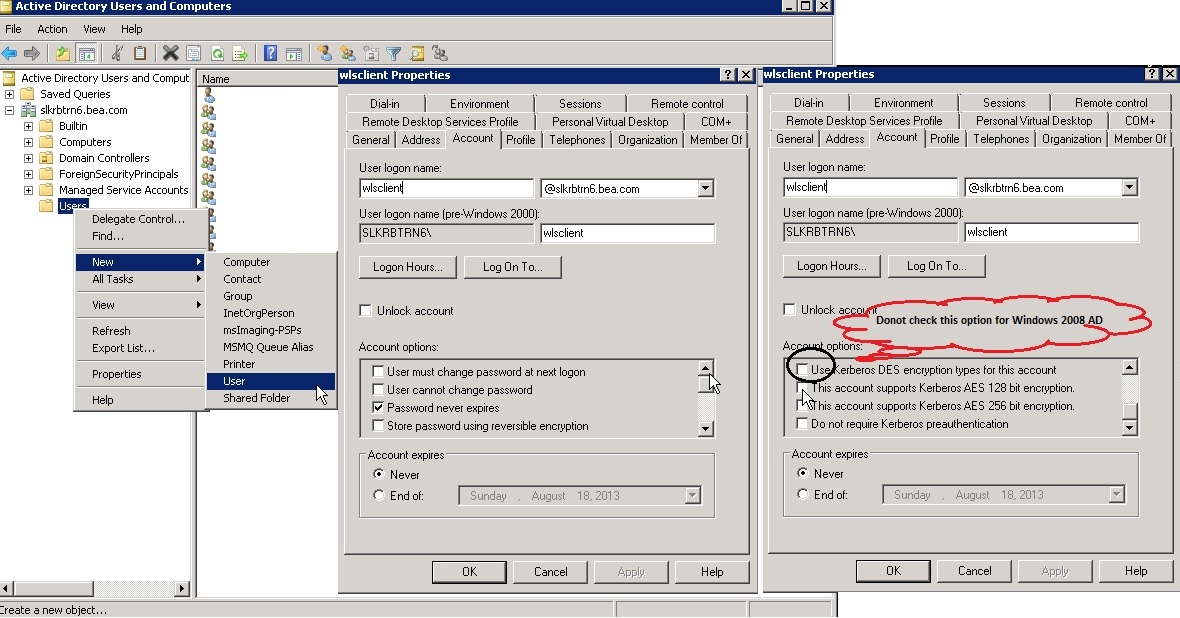 Active Directory Users and Computers
File Action View Help
Active Directory Users and Comput
Saved Queries
slkrbtrn6.bea.com
Builtin
Computers
Domain Controllers
ForeignSecurityPrincipals
Managed Service Accounts
Users
Name
Delegate Control...
Find...
New
All Tasks
View
Refresh
Export List...
Properties
Help
Computer
Contact
Group
InetOrgPerson
msImaging-PSPs
MSMQ Queue Alias
Printer
User
Shared Folder
Create a new object...
wlsclient Properties
Dial-in Environment Sessions Remote control
Remote Desktop Services Profile Personal Virtual Desktop COM+
General Address Account Profile Telephones Organization Member Of
User logon name:
wlsclient @slkrbtrn6.bea.com
User logon name (pre-Windows 2000):
SLKRBTRN6\ wlsclient
Logon Hours... Log On To...
Unlock account
Account options:
User must change password at next logon
User cannot change password
Password never expires
Store password using reversible encryption
Account expires
Never
End of: Sunday , August 18, 2013
OK Cancel Apply Help
wlsclient Properties
Dial-in Environment Sessions Remote control
Remote Desktop Services Profile Personal Virtual Desktop COM+
General Address Account Profile Telephones Organization Member Of
User logon name:
wlsclient @slkrbtrn6.bea.com
User logon name (pre-Windows 2000):
SLKRBTRN6\ wlsclient
Logon Hours... Log On To...
Unlock account
Donot check this option for Windows 2008 AD
Account options:
Use Kerberos DES encryption types for this account
This account supports Kerberos AES 128 bit encryption.
This account supports Kerberos AES 256 bit encryption.
Do not require Kerberos preauthentication
Account expires
Never
End of: Sunday , August 18, 2013
OK Cancel Apply Help